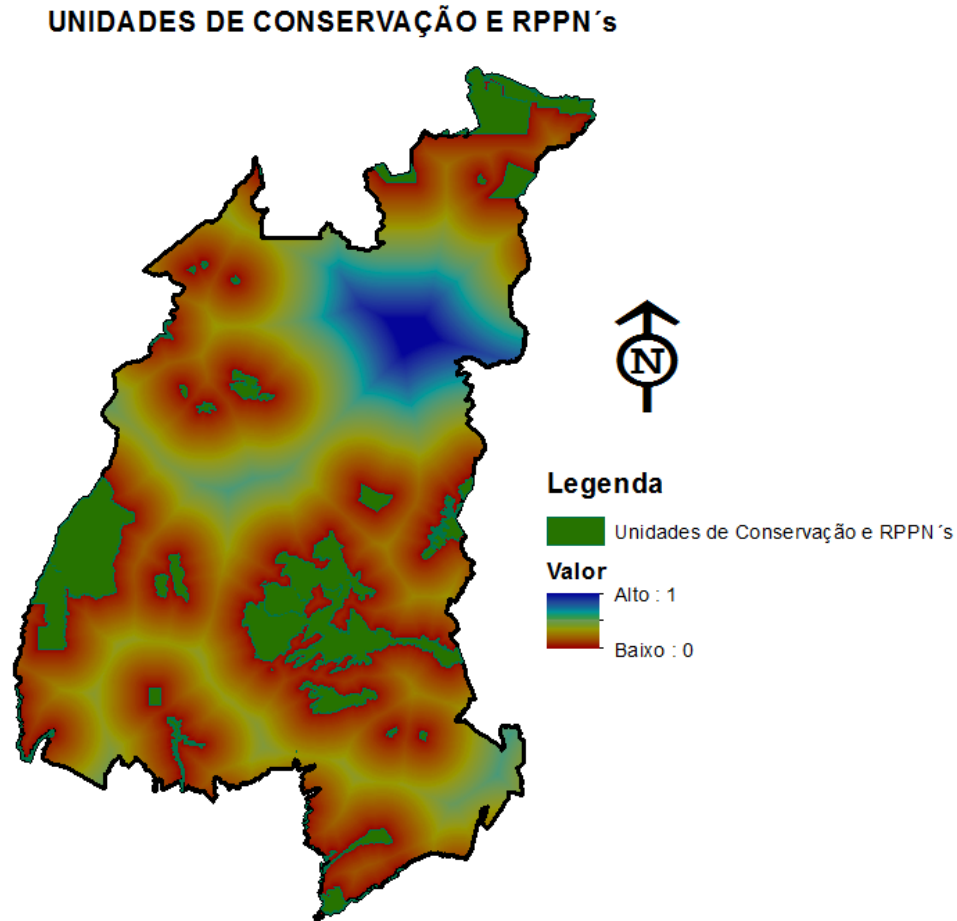 UNIDADES DE CONSERVAÇÃO E RPPN´s
N
Legenda
Unidades de Conservação e RPPN´s
Valor
Alto : 1
Baixo : 0